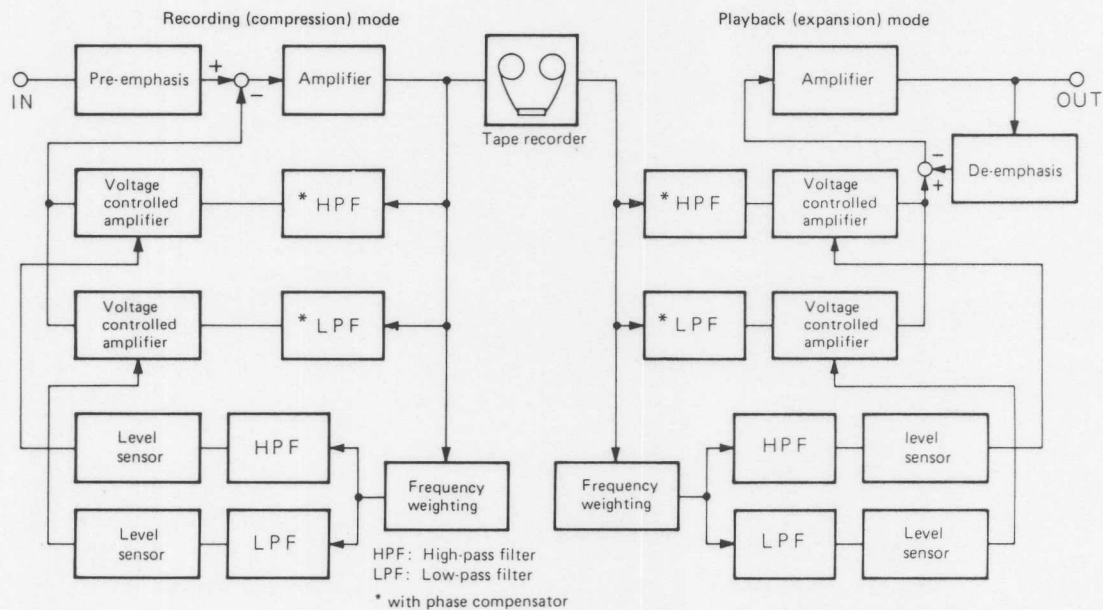 Recording (compression) mode
Playback (expansion) mode
IN
Pre-emphasis
+
−
Amplifier
Tape recorder
Amplifier
OUT
−
+
De-emphasis
Voltage
controlled
amplifier
* HPF
* HPF
Voltage
controlled
amplifier
Voltage
controlled
amplifier
* LPF
* LPF
Voltage
controlled
amplifier
Level
sensor
HPF
Frequency
weighting
Frequency
weighting
HPF
level
sensor
Level
sensor
LPF
LPF
Level
sensor
HPF: High-pass filter
LPF: Low-pass filter
* with phase compensator